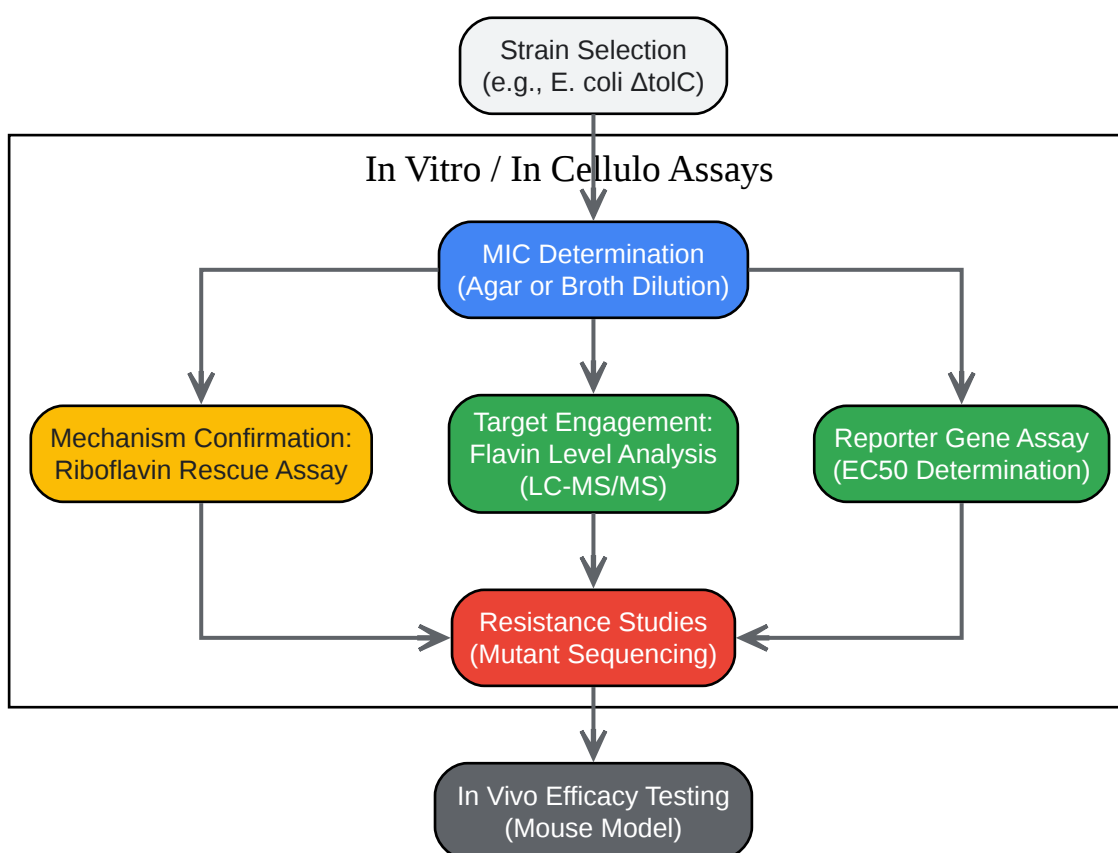 Strain Selection
(e.g., E. coli ΔtolC)
In Vitro / In Cellulo Assays
MIC Determination
(Agar or Broth Dilution)
Mechanism Confirmation:
Riboflavin Rescue Assay
Target Engagement:
Flavin Level Analysis
(LC-MS/MS)
Reporter Gene Assay
(EC50 Determination)
Resistance Studies
(Mutant Sequencing)
In Vivo Efficacy Testing
(Mouse Model)